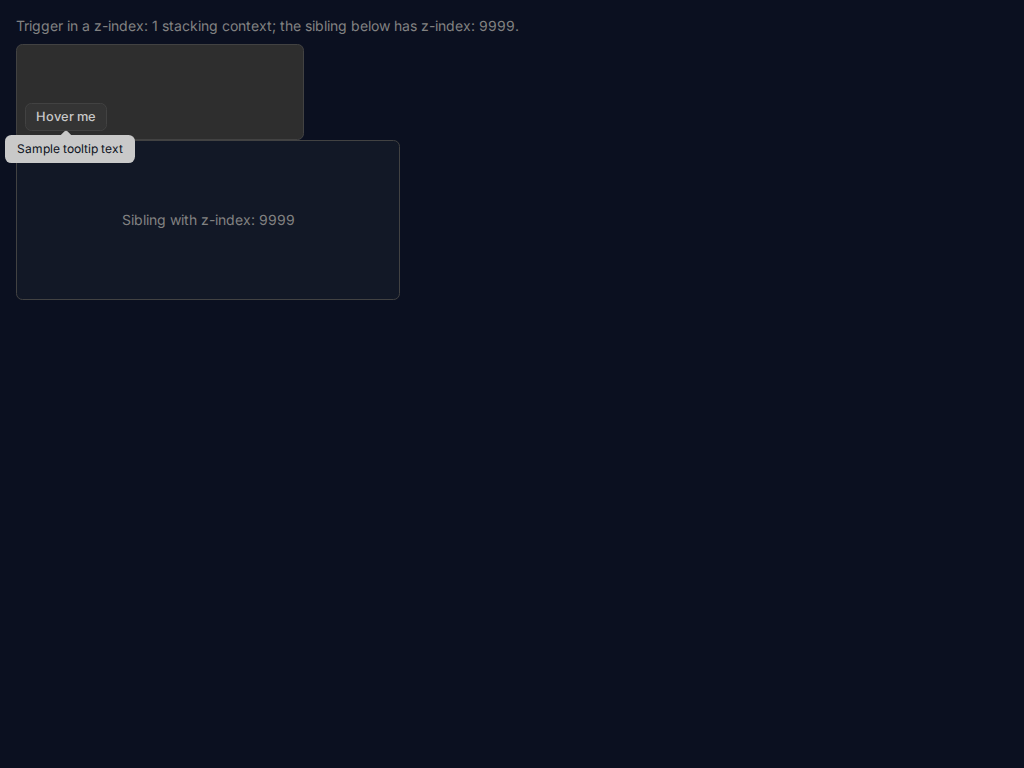 Trigger in a z-index: 1 stacking context; the sibling below has z-index: 9999.
Hover me
Sample tooltip text
Sibling with z-index: 9999